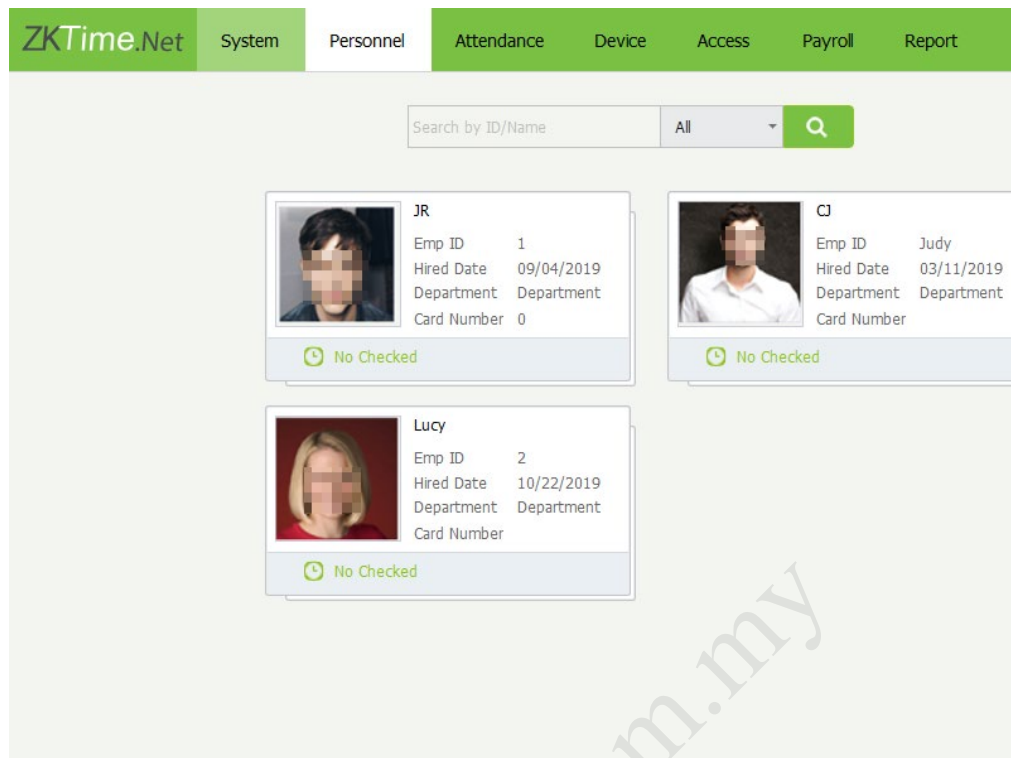 ZKTime.Net System Personnel Attendance Device Access Payroll Report
Search by ID/Name All
JR
Emp ID 1
Hired Date 09/04/2019
Department Department
Card Number 0
No Checked
CJ
Emp ID Judy
Hired Date 03/11/2019
Department Department
Card Number
No Checked
Lucy
Emp ID 2
Hired Date 10/22/2019
Department Department
Card Number
No Checked
m.my